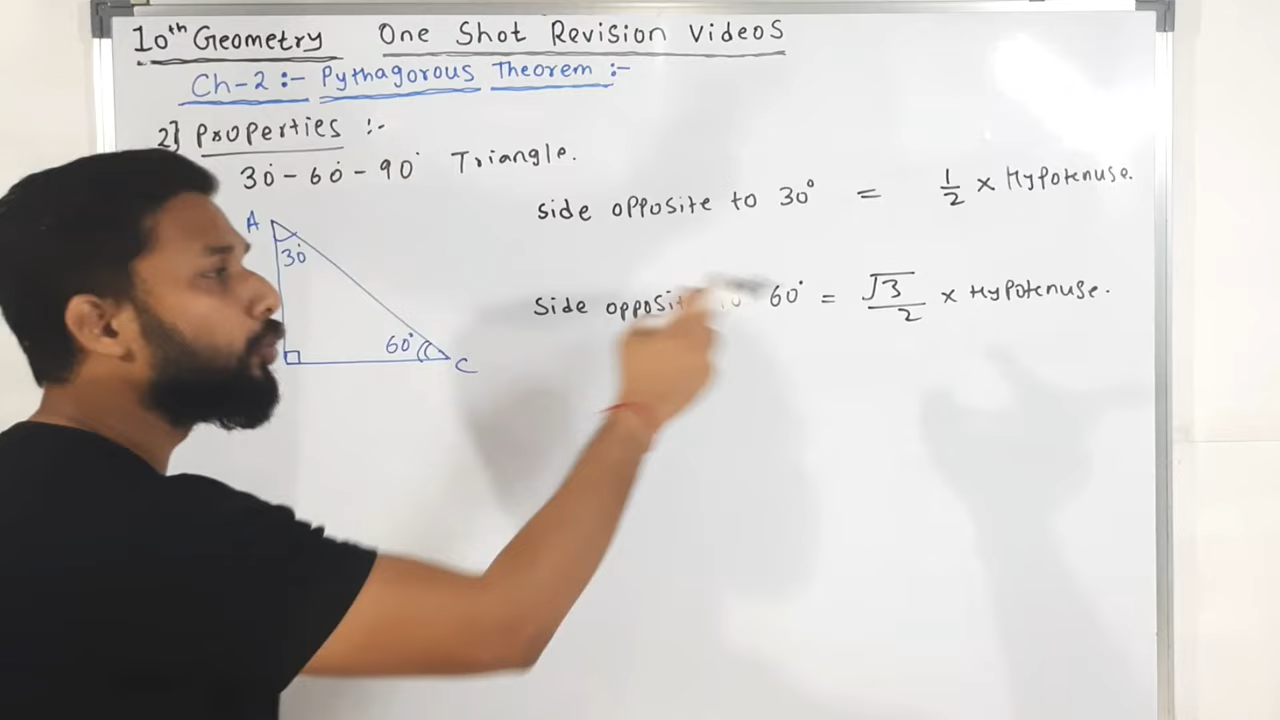 10th Geometry One Shot Revision Videos
Ch-2 :- Pythagorous Theorem :-
2] Properties :-
30° - 60° - 90° Triangle.
side opposite to 30° = 1/2 × Hypotenuse.
A
30°
Side opposite 60° = √3/2 × Hypotenuse.
60°
C